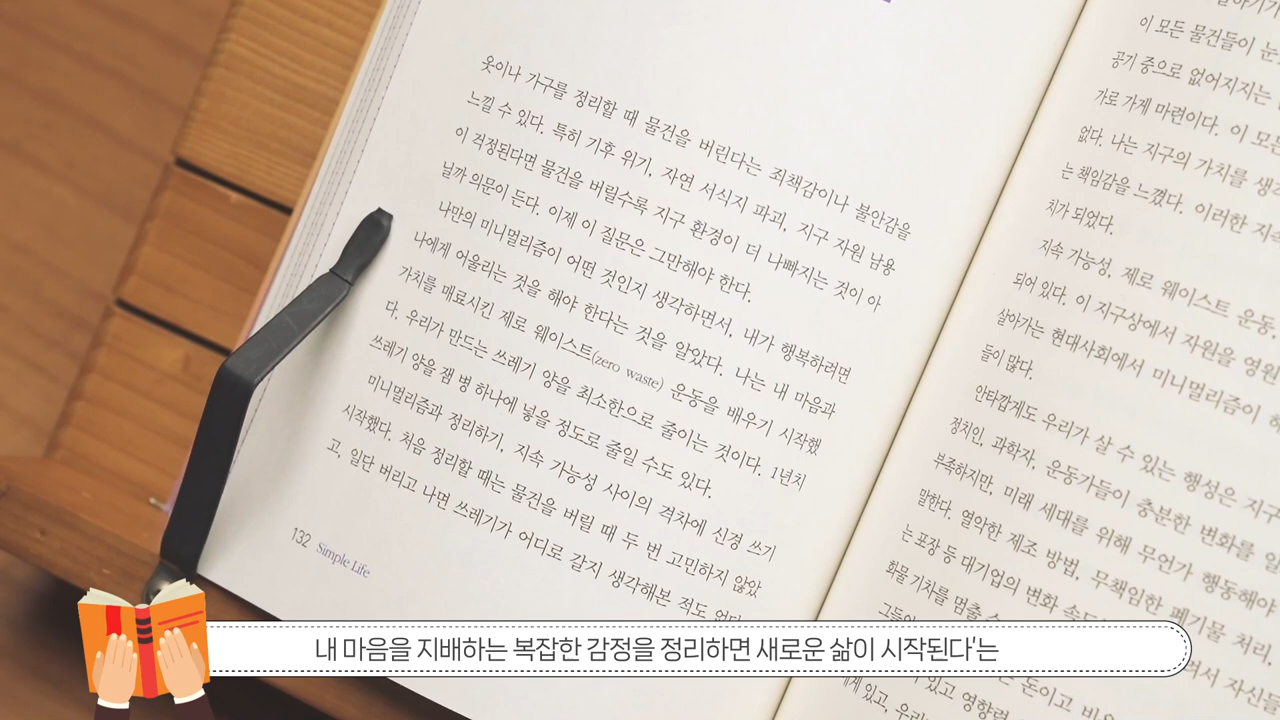 옷이나 가구를 정리할 때 물건을 버린다는 죄책감이나 불안감을
느낄 수 있다. 특히 기후 위기, 자연 서식지 파괴, 지구 자원 남용
이 걱정된다면 물건을 버릴수록 지구 환경이 더 나빠지는 것이 아
닐까 의문이 든다. 이제 이 질문은 그만해야 한다.
나만의 미니멀리즘이 어떤 것인지 생각하면서, 내가 행복하려면
나에게 어울리는 것을 해야 한다는 것을 알았다. 나는 내 마음과
가치를 매료시킨 제로 웨이스트(zero waste) 운동을 배우기 시작했
다. 우리가 만드는 쓰레기 양을 최소한으로 줄이는 것이다. 1년치
쓰레기 양을 잼 병 하나에 넣을 정도로 줄일 수도 있다.
미니멀리즘과 정리하기, 지속 가능성 사이의 격차에 신경 쓰기
시작했다. 처음 정리할 때는 물건을 버릴 때 두 번 고민하지 않았
고, 일단 버리고 나면 쓰레기가 어디로 갈지 생각해본 적도 없다
132 Simple Life
이 모든 물건들이
공기 중으로 없어지지는
가로 가게 마련이다. 이 모든
없다. 나는 지구의 가치를
는 책임감을 느꼈다. 이러한
치가 되었다.
지속 가능성, 제로 웨이스트 운동,
되어 있다. 이 지구상에서 자원을
살아가는 현대사회에서 미니멀리즘이
들이 많다.
안타깝게도 우리가 살 수 있는 행성은
정치인, 과학자, 운동가들이 충분한 변화를
부족하지만, 미래 세대를 위해 무언가 행동해야
말한다. 열악한 제조 방법, 무책임한 폐기물 처리,
는 포장 등 대기업의 변화
화물 기차를 멈출
돈이고
있고 영향력
있고,
내 마음을 지배하는 복잡한 감정을 정리하면 새로운 삶이 시작된다'는